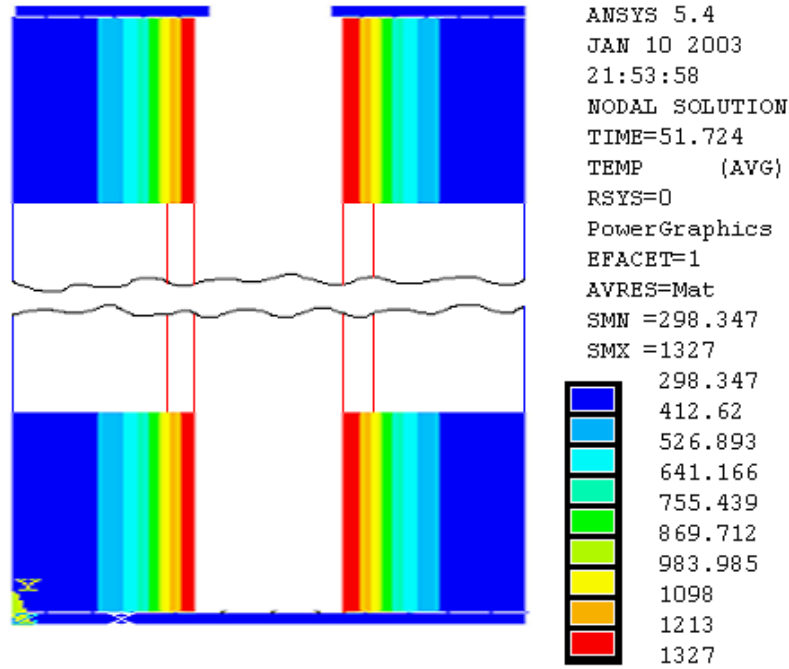 ANSYS 5.4
JAN 10 2003
21:53:58
NODAL SOLUTION
TIME=51.724
TEMP (AVG)
RSYS=0
PowerGraphics
EFACET=1
AVRES=Mat
SMN =298.347
SMX =1327
298.347
412.62
526.893
641.166
755.439
869.712
983.985
1098
1213
1327
Y
X